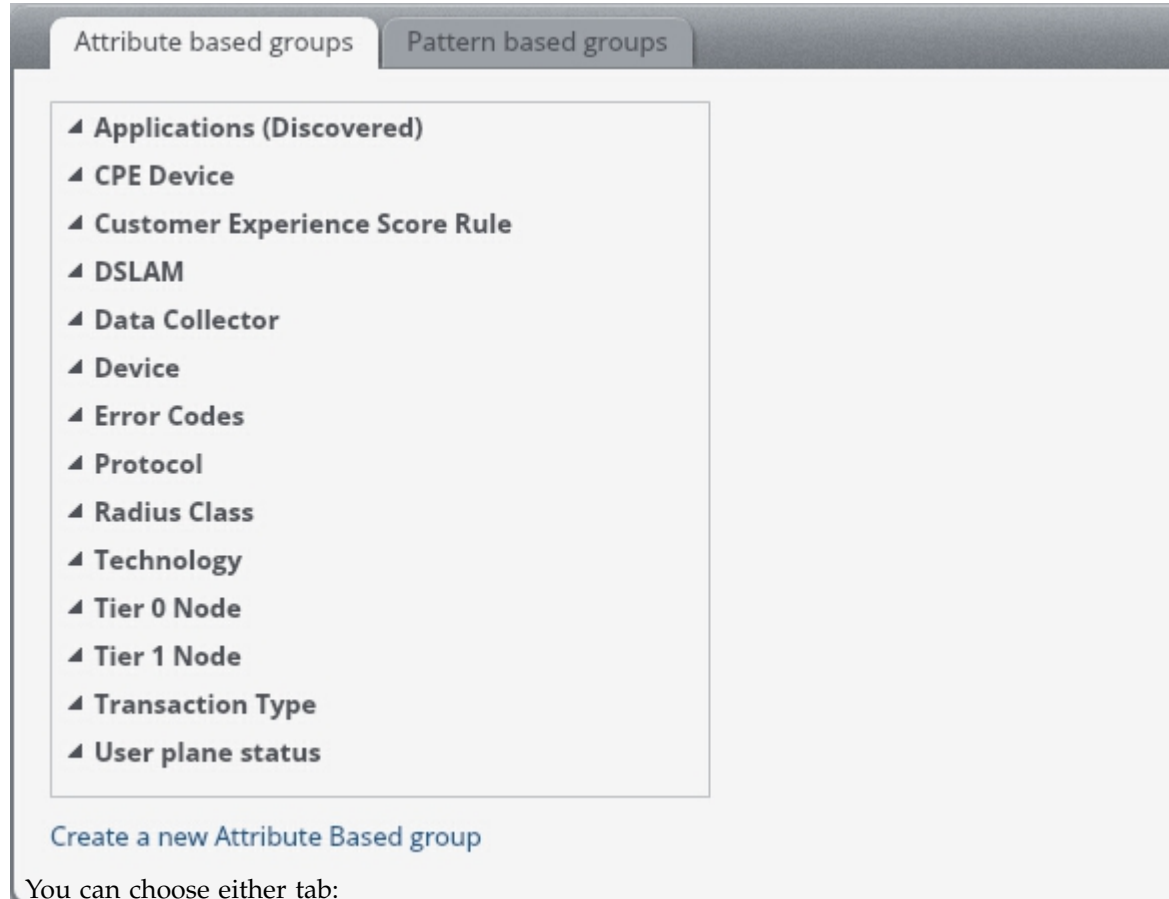 Attribute based groups
Pattern based groups
Applications (Discovered)
CPE Device
Customer Experience Score Rule
DSLAM
Data Collector
Device
Error Codes
Protocol
Radius Class
Technology
Tier 0 Node
Tier 1 Node
Transaction Type
User plane status
Create a new Attribute Based group
You can choose either tab: